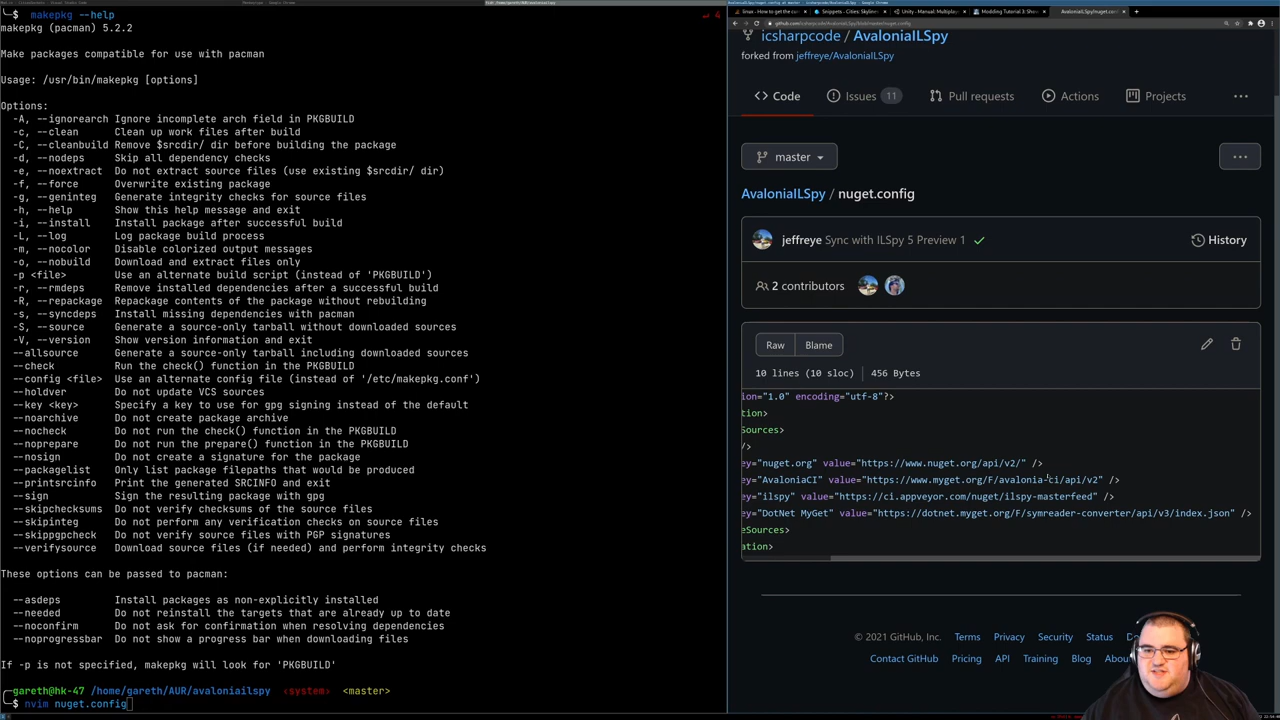 makepkg --help
makepkg (pacman) 5.2.2
Make packages compatible for use with pacman
Usage: /usr/bin/makepkg [options]
Options:
-A, --ignorearch Ignore incomplete arch field in PKGBUILD
-c, --clean Clean up work files after build
-C, --cleanbuild Remove $srcdir/ dir before building the package
-d, --nodeps Skip all dependency checks
-e, --noextract Do not extract source files (use existing $srcdir/ dir)
-f, --force Overwrite existing package
-g, --geninteg Generate integrity checks for source files
-h, --help Show this help message and exit
-i, --install Install package after successful build
-L, --log Log package build process
-m, --nocolor Disable colorized output messages
-o, --nobuild Download and extract files only
-p <file> Use an alternate build script (instead of 'PKGBUILD')
-r, --rmdeps Remove installed dependencies after a successful build
-R, --repackage Repackage contents of the package without rebuilding
-s, --syncdeps Install missing dependencies with pacman
-S, --source Generate a source-only tarball without downloaded sources
-V, --version Show version information and exit
--allsource Generate a source-only tarball including downloaded sources
--check Run the check() function in the PKGBUILD
--config <file> Use an alternate config file (instead of '/etc/makepkg.conf')
--holdver Do not update VCS sources
--key <key> Specify a key to use for gpg signing instead of the default
--noarchive Do not create package archive
--nocheck Do not run the check() function in the PKGBUILD
--noprepare Do not run the prepare() function in the PKGBUILD
--nosign Do not create a signature for the package
--packagelist Only list package filepaths that would be produced
--printsrcinfo Print the generated SRCINFO and exit
--sign Sign the resulting package with gpg
--skipchecksums Do not verify checksums of the source files
--skipinteg Do not perform any verification checks on source files
--skippgpcheck Do not verify source files with PGP signatures
--verifysource Download source files (if needed) and perform integrity checks
These options can be passed to pacman:
--asdeps Install packages as non-explicitly installed
--needed Do not reinstall the targets that are already up to date
--noconfirm Do not ask for confirmation when resolving dependencies
--noprogressbar Do not show a progress bar when downloading files
If -p is not specified, makepkg will look for 'PKGBUILD'
gareth@hk-47 /home/gareth/AUR/avaloniailspy <system> <master>
nvim nuget.config
↵ 4
icsharpcode / AvaloniaILSpy
forked from jeffreye/AvaloniaILSpy
<> Code Issues 11 Pull requests Actions Projects ...
master ...
AvaloniaILSpy / nuget.config
jeffreye Sync with ILSpy 5 Preview 1 ✓ History
2 contributors
Raw Blame
10 lines (10 sloc) 456 Bytes
ion="1.0" encoding="utf-8"?>
tion>
Sources>
/>
ey="nuget.org" value="https://www.nuget.org/api/v2/" />
ey="AvaloniaCI" value="https://www.myget.org/F/avalonia-ci/api/v2" />
ey="ilspy" value="https://ci.appveyor.com/nuget/ilspy-masterfeed" />
ey="DotNet MyGet" value="https://dotnet.myget.org/F/symreader-converter/api/v3/index.json" />
eSources>
ation>
© 2021 GitHub, Inc. Terms Privacy Security Status
Contact GitHub Pricing API Training Blog